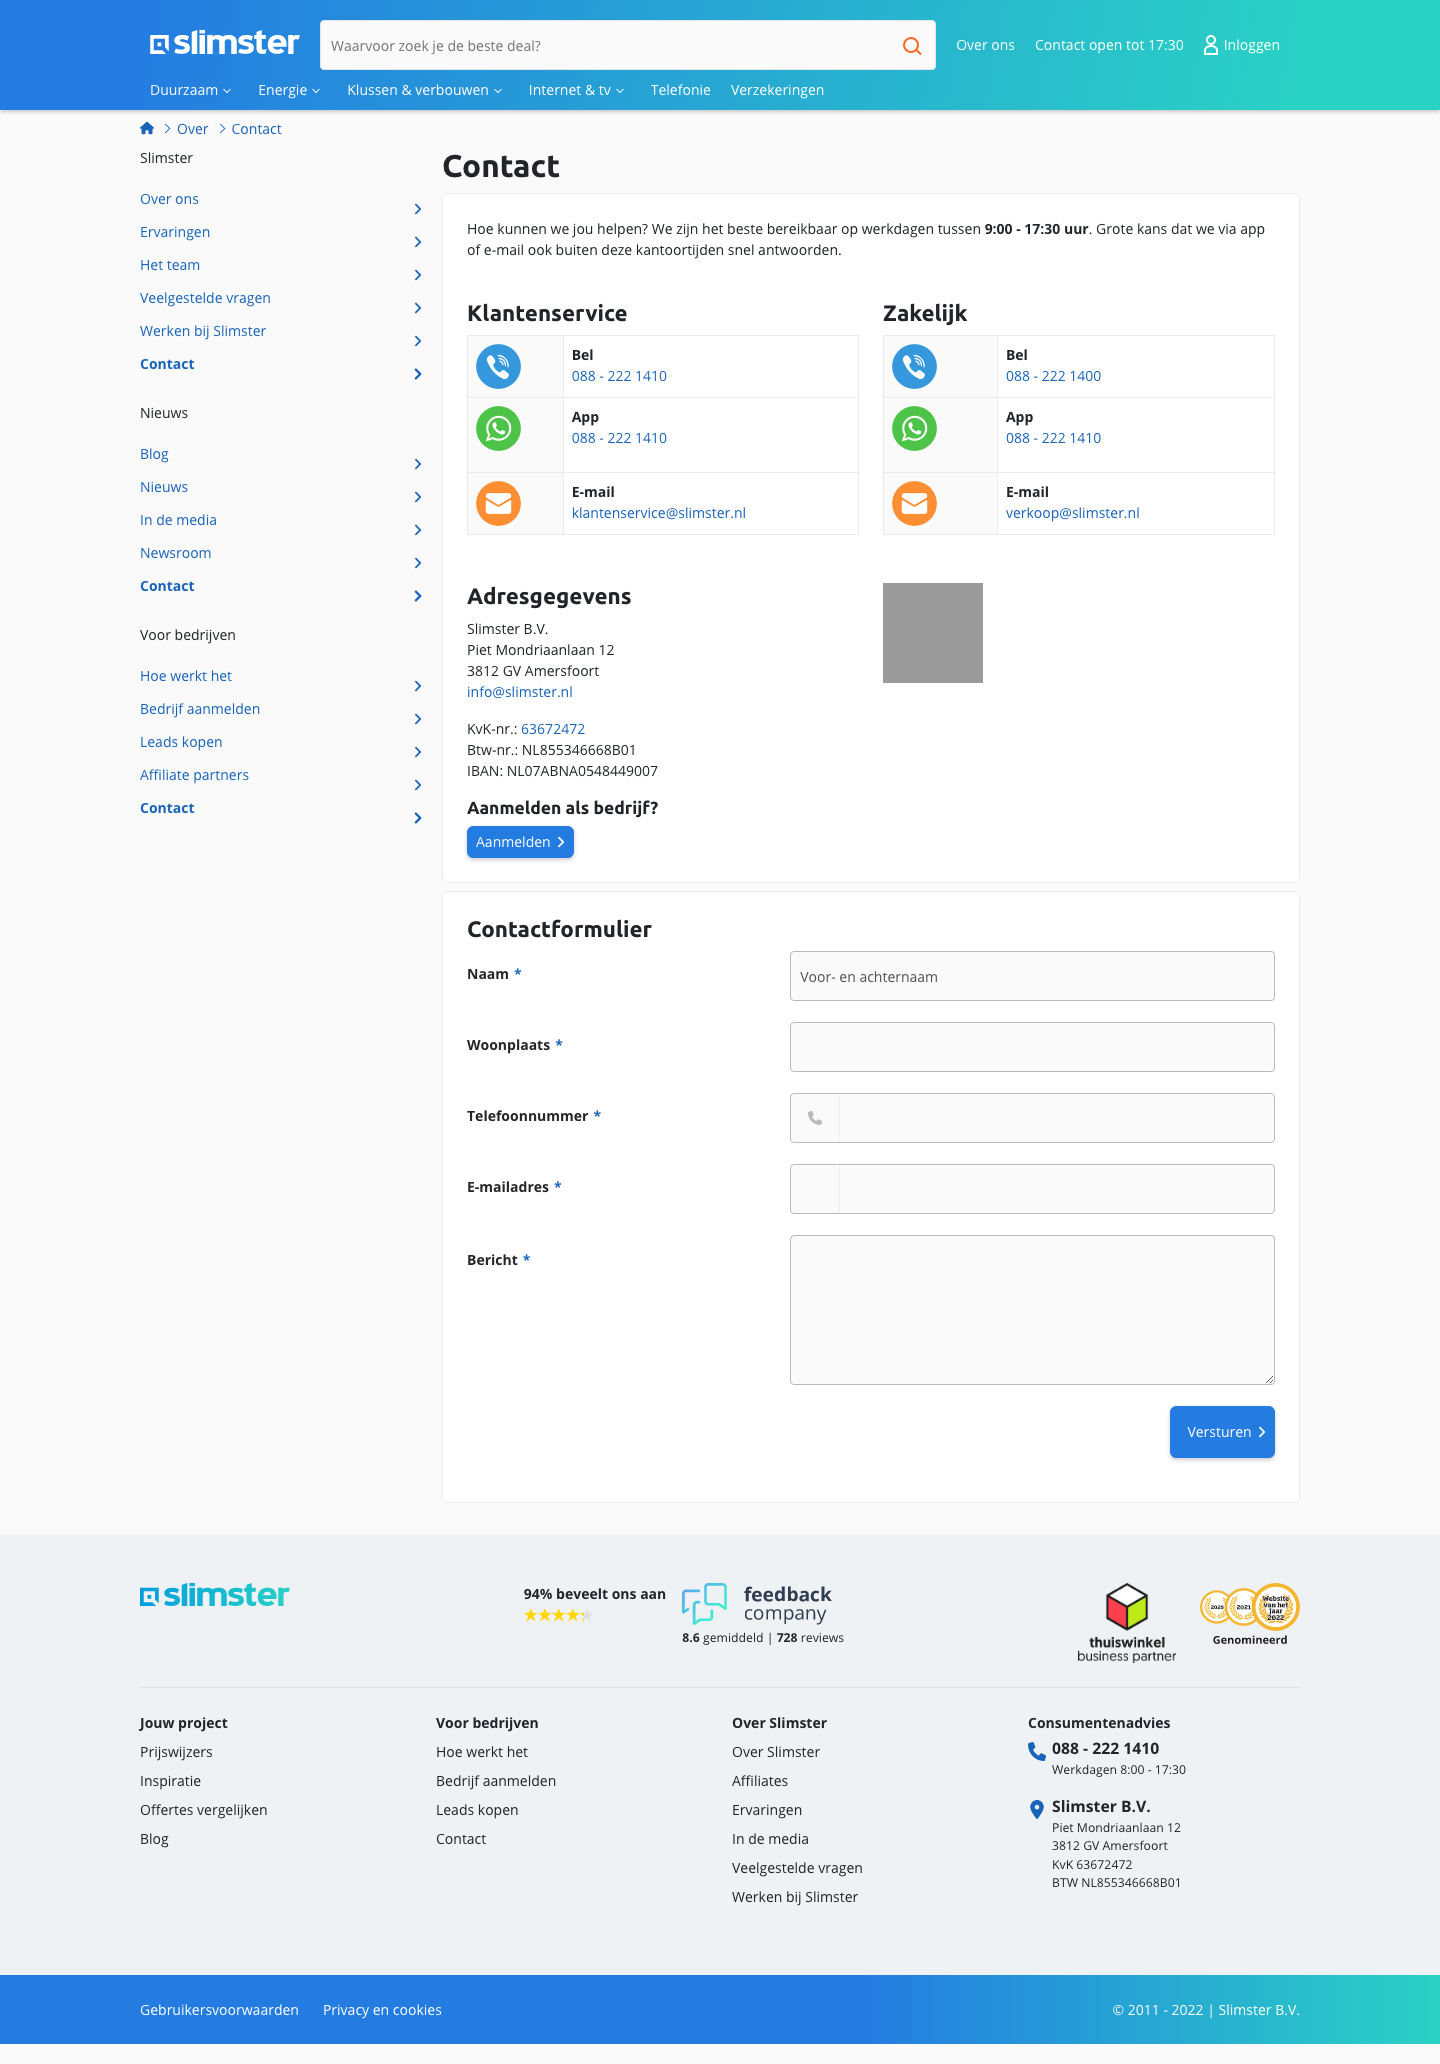 slimster
Waarvoor zoek je de beste deal?
Over ons
Contact open tot 17:30
Inloggen
Duurzaam
Energie
Klussen & verbouwen
Internet & tv
Telefonie
Verzekeringen
Over
Contact
Slimster
Over ons
Ervaringen
Het team
Veelgestelde vragen
Werken bij Slimster
Contact
Nieuws
Blog
Nieuws
In de media
Newsroom
Contact
Voor bedrijven
Hoe werkt het
Bedrijf aanmelden
Leads kopen
Affiliate partners
Contact
Contact
Hoe kunnen we jou helpen? We zijn het beste bereikbaar op werkdagen tussen 9:00 - 17:30 uur. Grote kans dat we via app
of e-mail ook buiten deze kantoortijden snel antwoorden.
Klantenservice
Bel
088 - 222 1410
App
088 - 222 1410
E-mail
klantenservice@slimster.nl
Zakelijk
Bel
088 - 222 1400
App
088 - 222 1410
E-mail
verkoop@slimster.nl
Adresgegevens
Slimster B.V.
Piet Mondriaanlaan 12
3812 GV Amersfoort
info@slimster.nl
KvK-nr.: 63672472
Btw-nr.: NL855346668B01
IBAN: NL07ABNA0548449007
Aanmelden als bedrijf?
Aanmelden
Contactformulier
Naam *
Voor- en achternaam
Woonplaats *
Telefoonnummer *
E-mailadres *
Bericht *
Versturen
slimster
94% beveelt ons aan
feedback
company
8.6 gemiddeld | 728 reviews
thuiswinkel
business partner
2020
2021
Website
van het
Jaar
2022
Genomineerd
Jouw project
Prijswijzers
Inspiratie
Offertes vergelijken
Blog
Voor bedrijven
Hoe werkt het
Bedrijf aanmelden
Leads kopen
Contact
Over Slimster
Over Slimster
Affiliates
Ervaringen
In de media
Veelgestelde vragen
Werken bij Slimster
Consumentenadvies
088 - 222 1410
Werkdagen 8:00 - 17:30
Slimster B.V.
Piet Mondriaanlaan 12
3812 GV Amersfoort
KvK 63672472
BTW NL855346668B01
Gebruikersvoorwaarden
Privacy en cookies
© 2011 - 2022 | Slimster B.V.